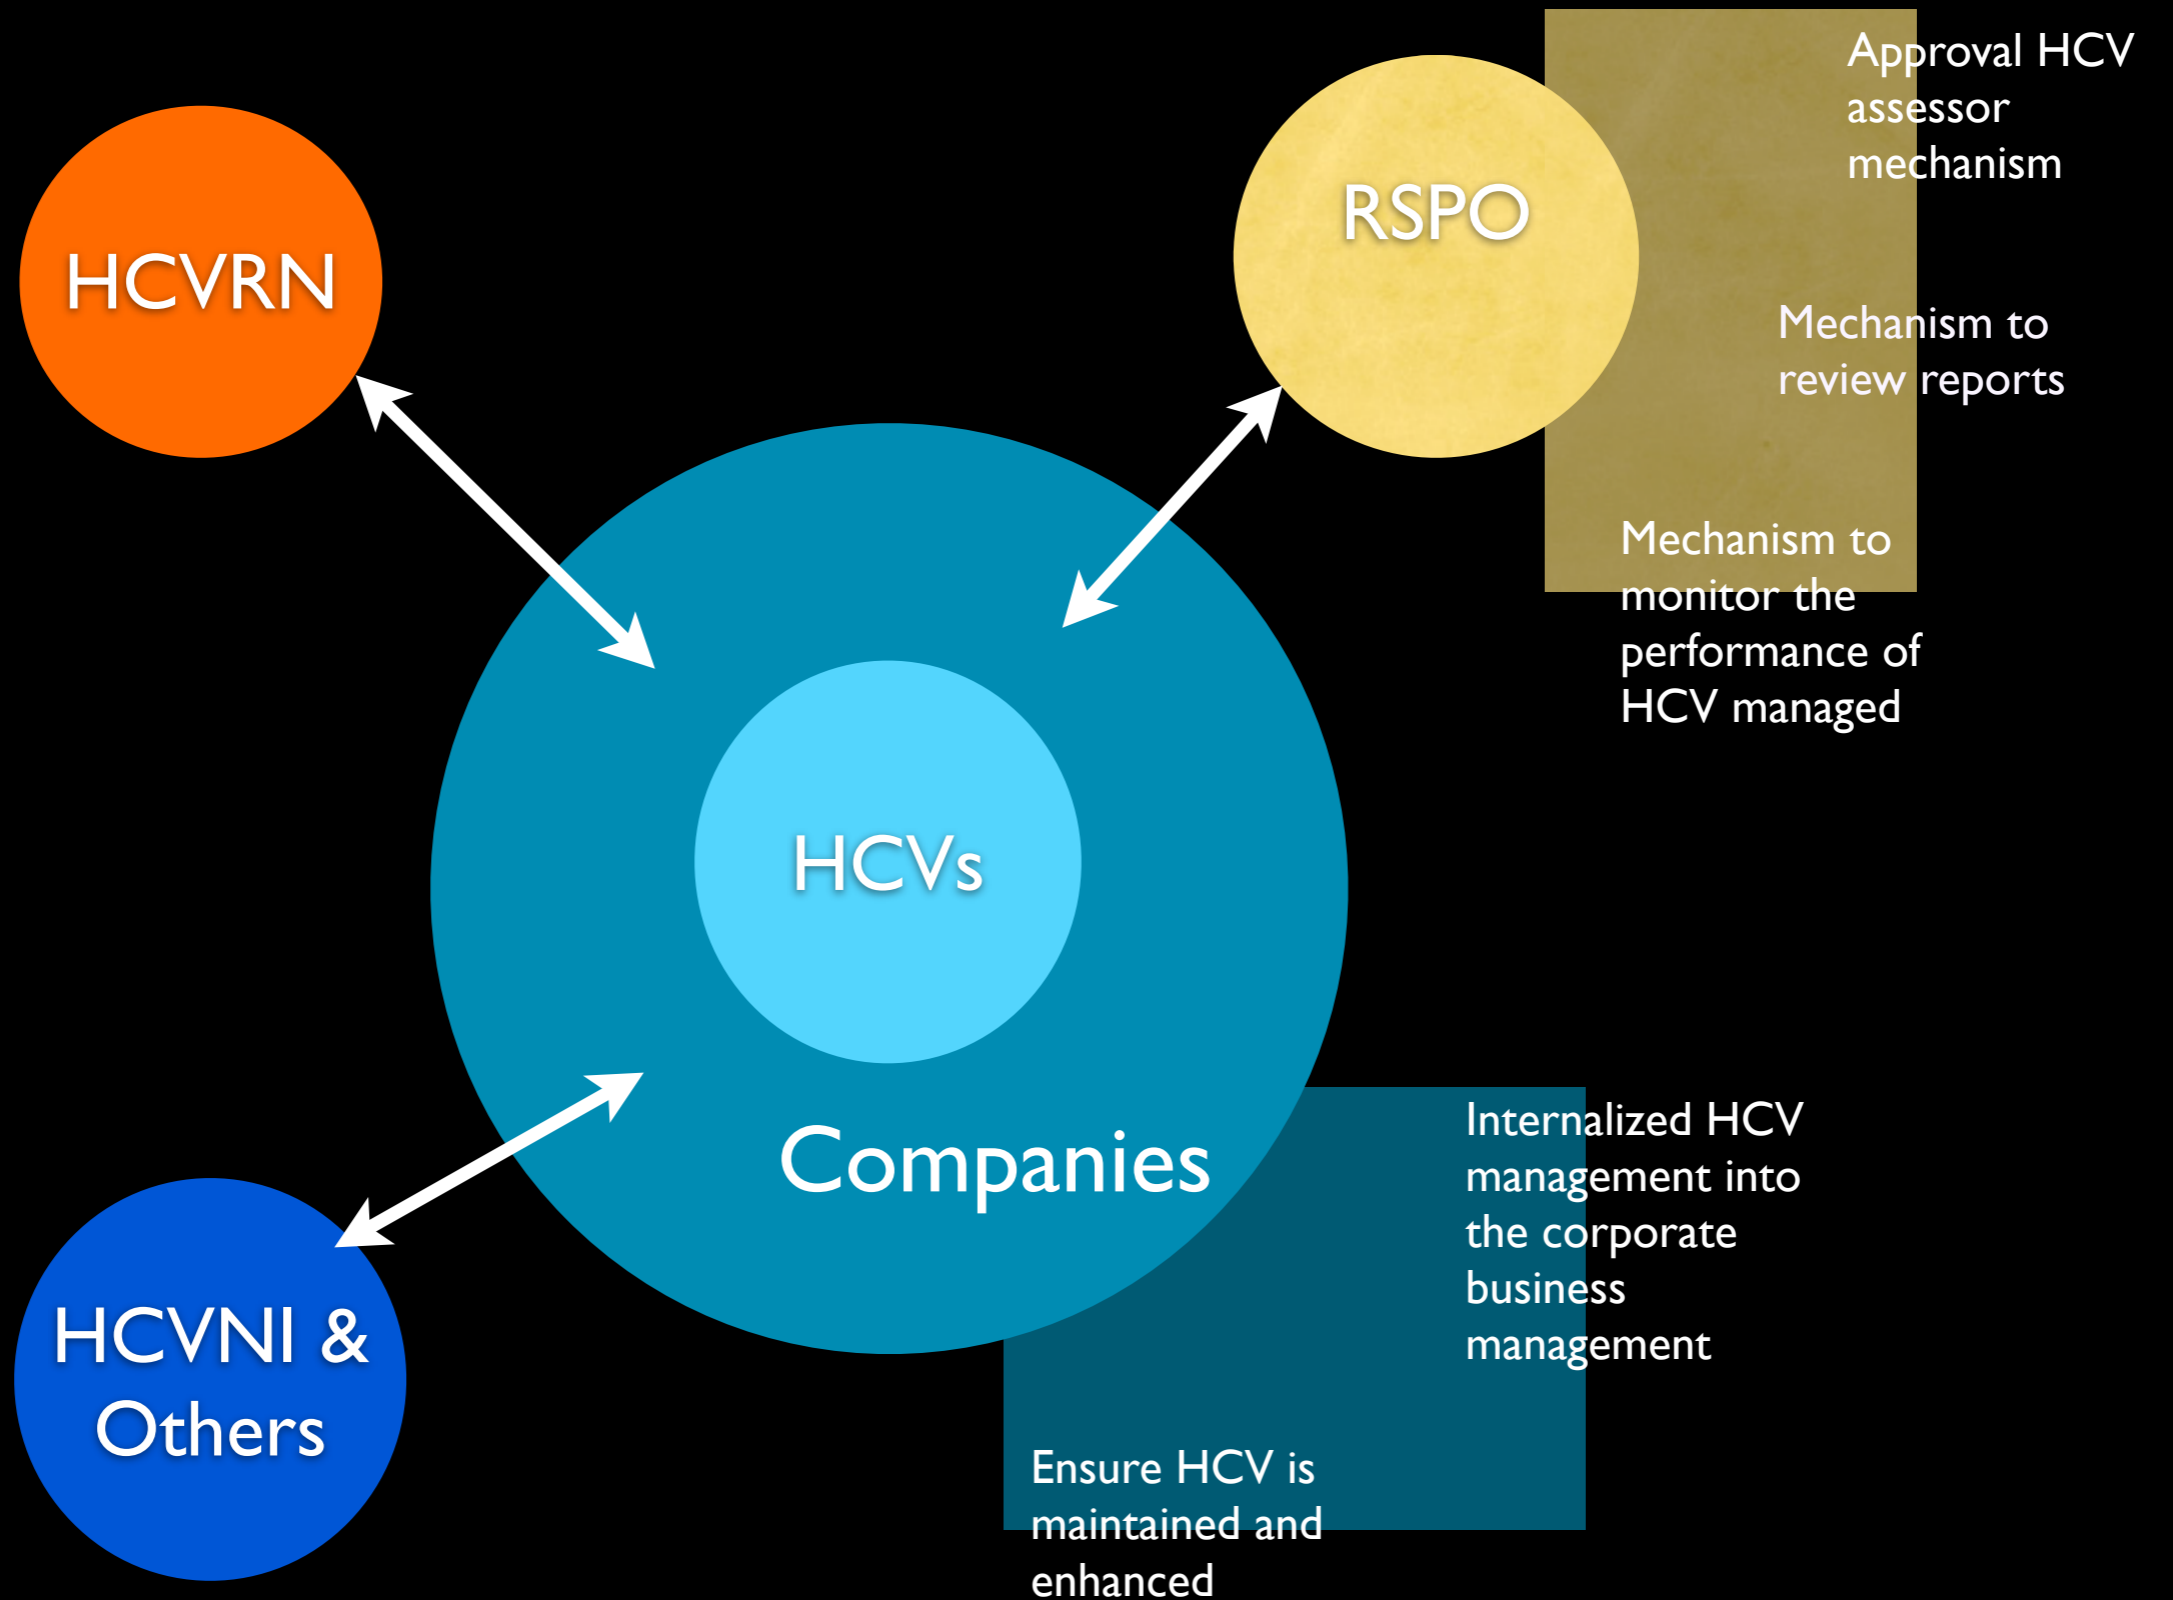 Approval HCV
assessor
mechanism
RSPO
HCVRN
Mechanism to
review reports
Mechanism to
monitor the
performance of
HCV managed
HCVs
Companies
Internalized HCV
management into
the corporate
business
management
HCVNI &
Others
Ensure HCV is
maintained and
enhanced